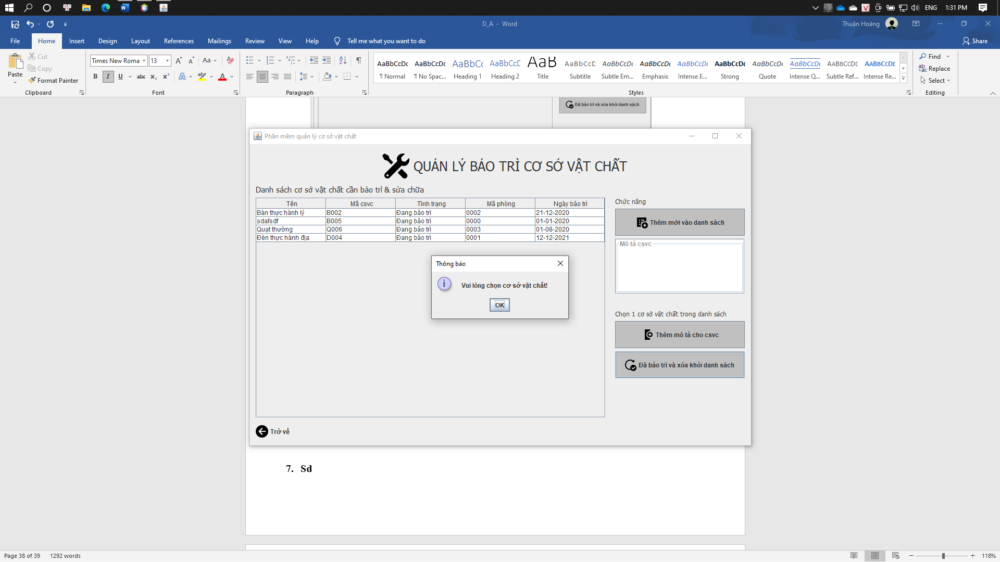 ENG 1:31 PM
D_A - Word
Thuận Hoàng
File Home Insert Design Layout References Mailings Review View Help Tell me what you want to do Share
Paste
Cut
Copy
Format Painter
Clipboard
Times New Roma 13
Font
Paragraph
AaBbCcDc AaBbCcDc AaBbCc AaBbCcD AaB AaBbCcD AaBbCcDc AaBbCcDc AaBbCcDc AaBbCcDc AaBbCcDc AaBbCcDc AaBbCcDd AaBbCcDd
¶ Normal ¶ No Spac... Heading 1 Heading 2 Title Subtitle Subtle Em... Emphasis Intense E... Strong Quote Intense Q... Subtle Ref... Intense Re...
Styles
Find
Replace
Select
Editing
Đã bảo trì và xóa khỏi danh sách
Phần mềm quản lý cơ sở vật chất
QUẢN LÝ BẢO TRÌ CƠ SỞ VẬT CHẤT
Danh sách cơ sở vật chất cần bảo trì & sửa chữa
Tên Mã csvc Tình trạng Mã phòng Ngày bảo trì
Bàn thực hành lý B002 Đang bảo trì 0002 21-12-2020
sdafsdf B005 Đang bảo trì 0000 01-01-2020
Quạt thường Q006 Đang bảo trì 0003 01-08-2020
Đèn thực hành địa D004 Đang bảo trì 0001 12-12-2021
Chức năng
Thêm mới vào danh sách
Mô tả csvc
Chọn 1 cơ sở vật chất trong danh sách
Thêm mô tả cho csvc
Đã bảo trì và xóa khỏi danh sách
Thông báo
Vui lòng chọn cơ sở vật chất!
OK
Trở về
7. Sd
Page 38 of 39 1292 words
118%